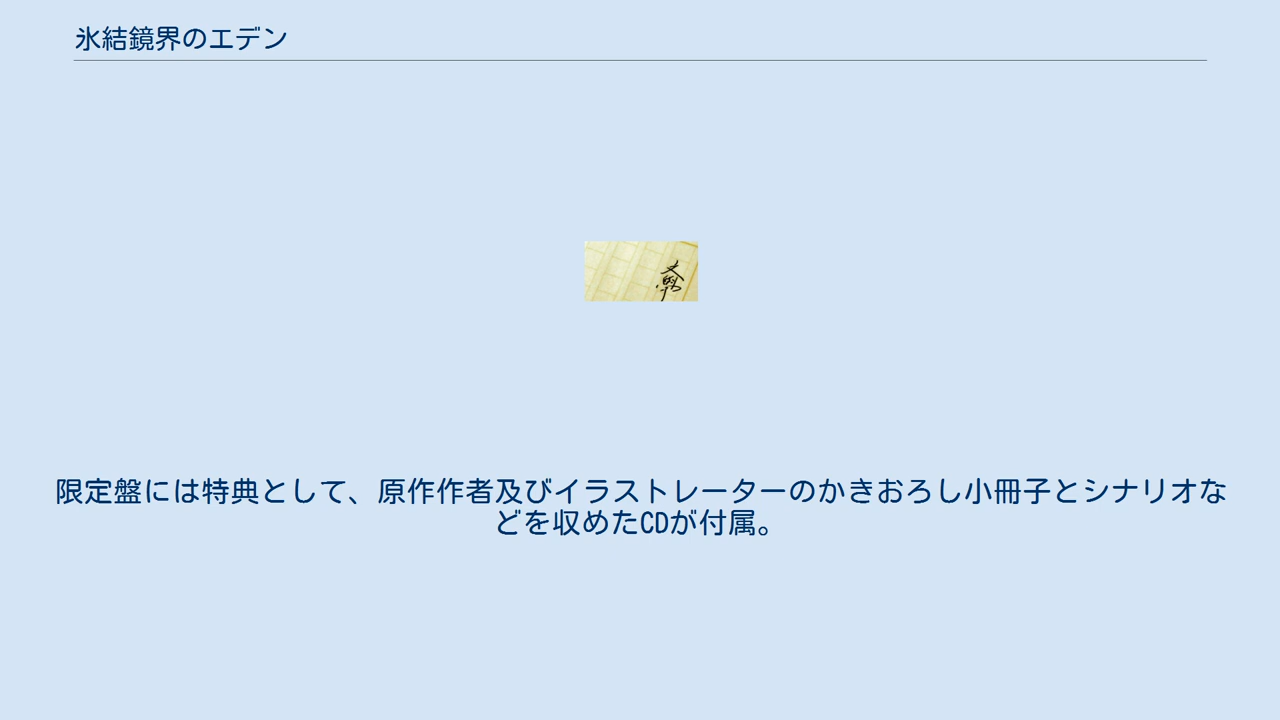 氷結鏡界のエデン
限定盤には特典として、原作作者及びイラストレーターのかきおろし小冊子とシナリオな
どを収めたCDが付属。